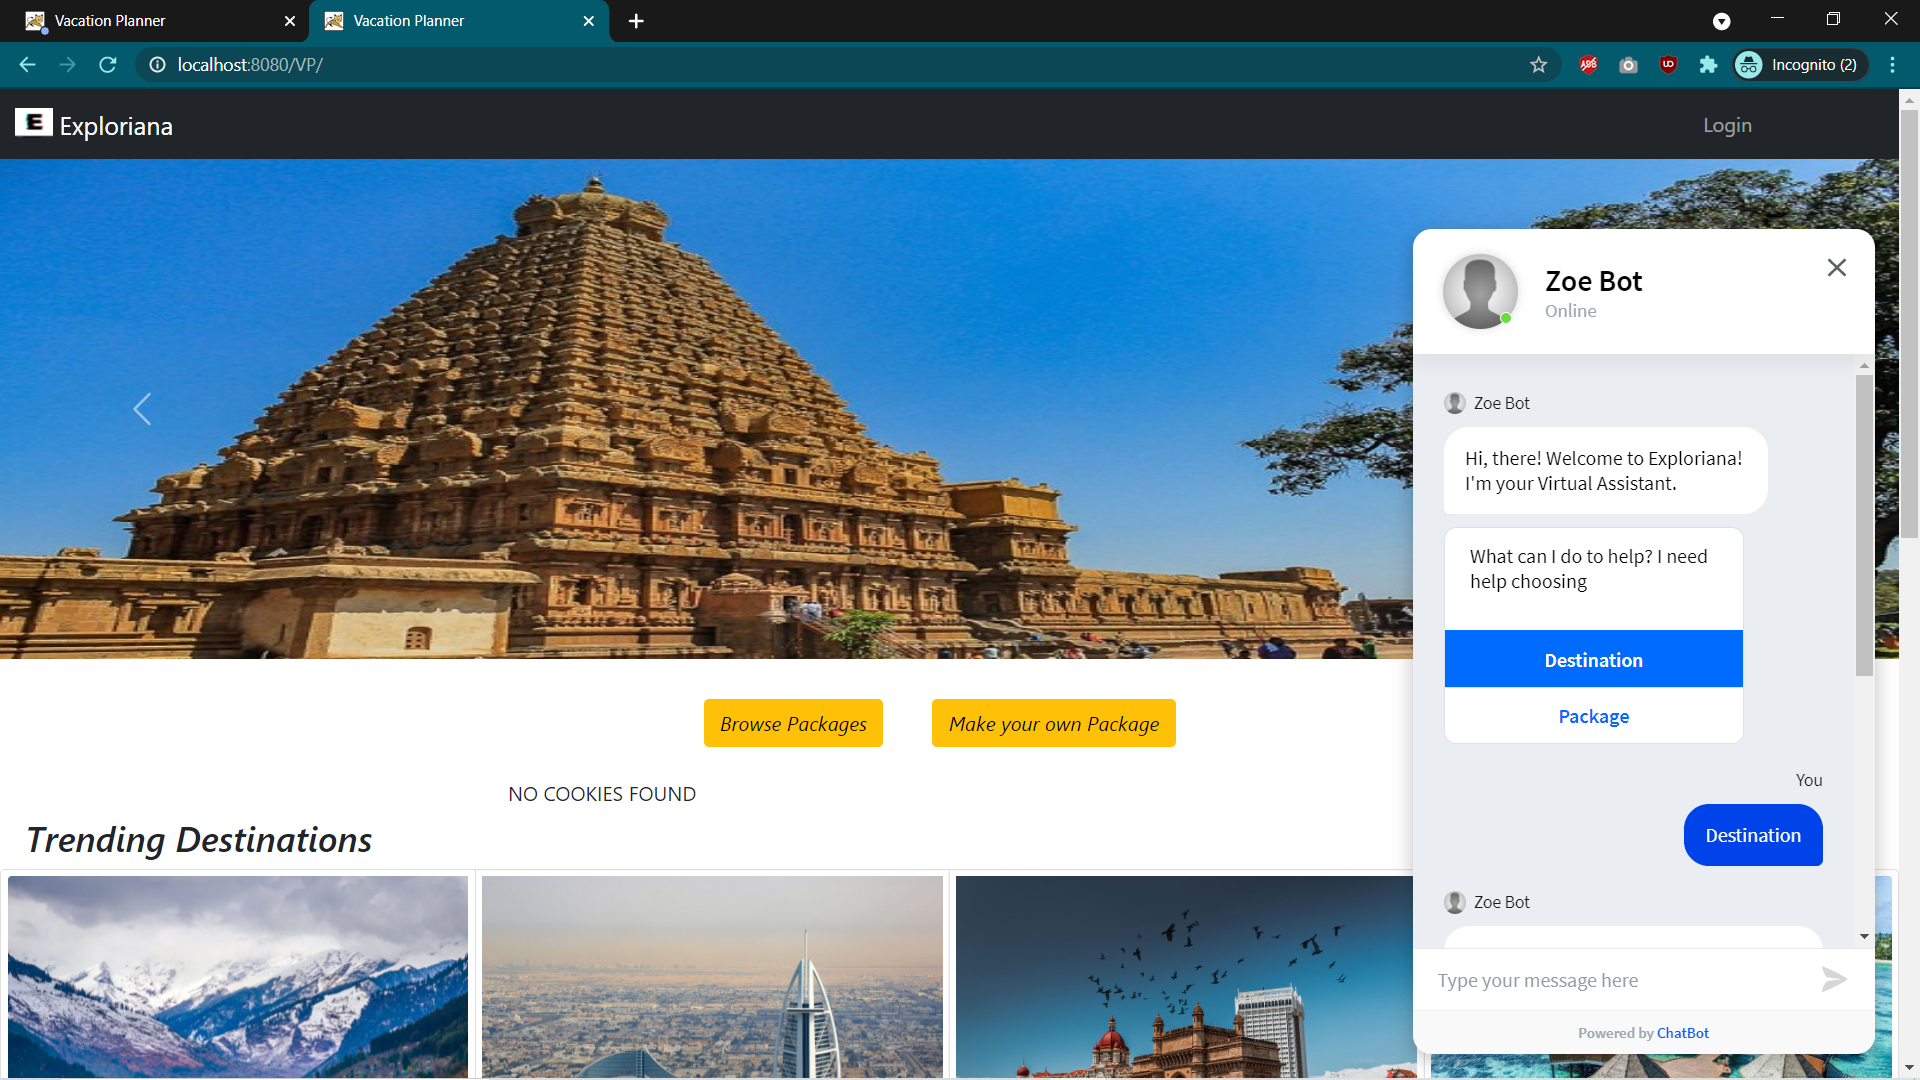 Vacation Planner
Vacation Planner
localhost:8080/VP/
ABP
UO
Incognito (2)
E Exploriana
Login
Zoe Bot
Online
Zoe Bot
Hi, there! Welcome to Exploriana!
I'm your Virtual Assistant.
What can I do to help? I need
help choosing
Destination
Package
You
Destination
Zoe Bot
Type your message here
Powered by ChatBot
Browse Packages
Make your own Package
NO COOKIES FOUND
Trending Destinations